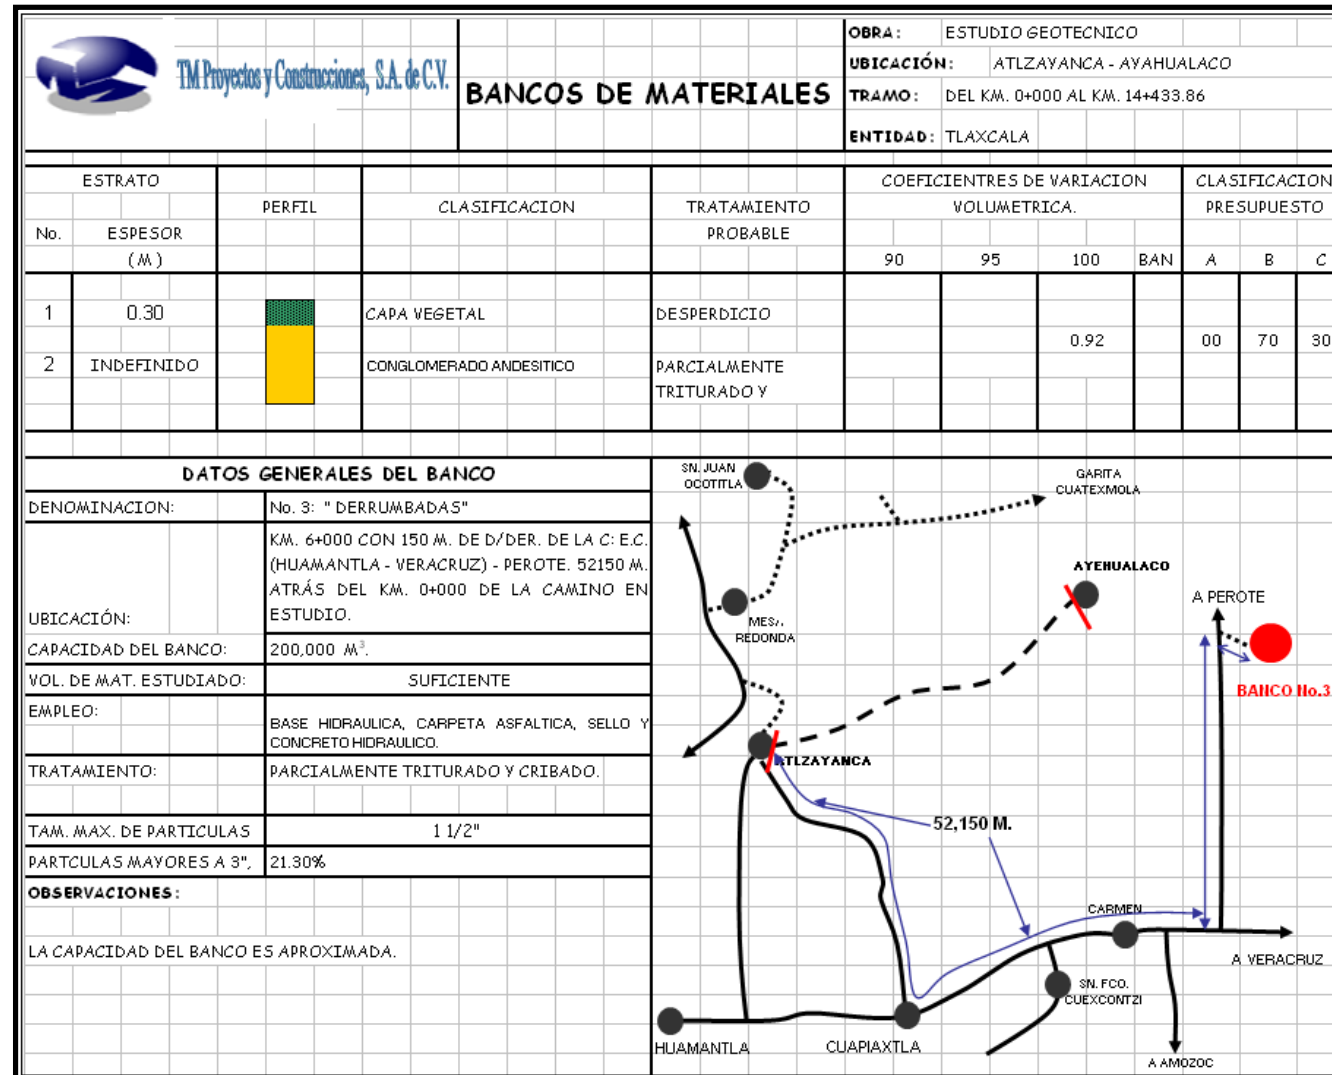 TM Proyectos y Construcciones, S.A. de C.V.
BANCOS DE MATERIALES
OBRA: ESTUDIO GEOTECNICO
UBICACIÓN: ATLZAYANCA - AYAHUALACO
TRAMO: DEL KM. 0+000 AL KM. 14+433.86
ENTIDAD: TLAXCALA
ESTRATO
No.
ESPESOR
(M)
PERFIL
CLASIFICACION
TRATAMIENTO
PROBABLE
COEFICIENTRES DE VARIACION
VOLUMETRICA.
90 95 100 BAN
CLASIFICACION
PRESUPUESTO
A B C
1 0.30 CAPA VEGETAL DESPERDICIO
0.92 00 70 30
2 INDEFINIDO CONGLOMERADO ANDESITICO PARCIALMENTE
TRITURADO Y
DATOS GENERALES DEL BANCO
DENOMINACION: No. 3: " DERRUMBADAS"
UBICACIÓN:
KM. 6+000 CON 150 M. DE D/DER. DE LA C: E.C.
(HUAMANTLA - VERACRUZ) - PEROTE. 52150 M.
ATRÁS DEL KM. 0+000 DE LA CAMINO EN
ESTUDIO.
CAPACIDAD DEL BANCO: 200,000 M³.
VOL. DE MAT. ESTUDIADO: SUFICIENTE
EMPLEO:
BASE HIDRAULICA, CARPETA ASFALTICA, SELLO Y
CONCRETO HIDRAULICO.
TRATAMIENTO: PARCIALMENTE TRITURADO Y CRIBADO.
TAM. MAX. DE PARTICULAS 1 1/2"
PARTCULAS MAYORES A 3", 21.30%
OBSERVACIONES:
LA CAPACIDAD DEL BANCO ES APROXIMADA.
SN. JUAN
OCOTITLA
GARITA
CUATEXMOLA
AYEHUALACO
A PEROTE
MESA
REDONDA
BANCO No.3
ATLZAYANCA
52,150 M.
CARMEN
A VERACRUZ
SN. FCO.
CUEXCONTZI
HUAMANTLA
CUAPIAXTLA
A AMOZOC